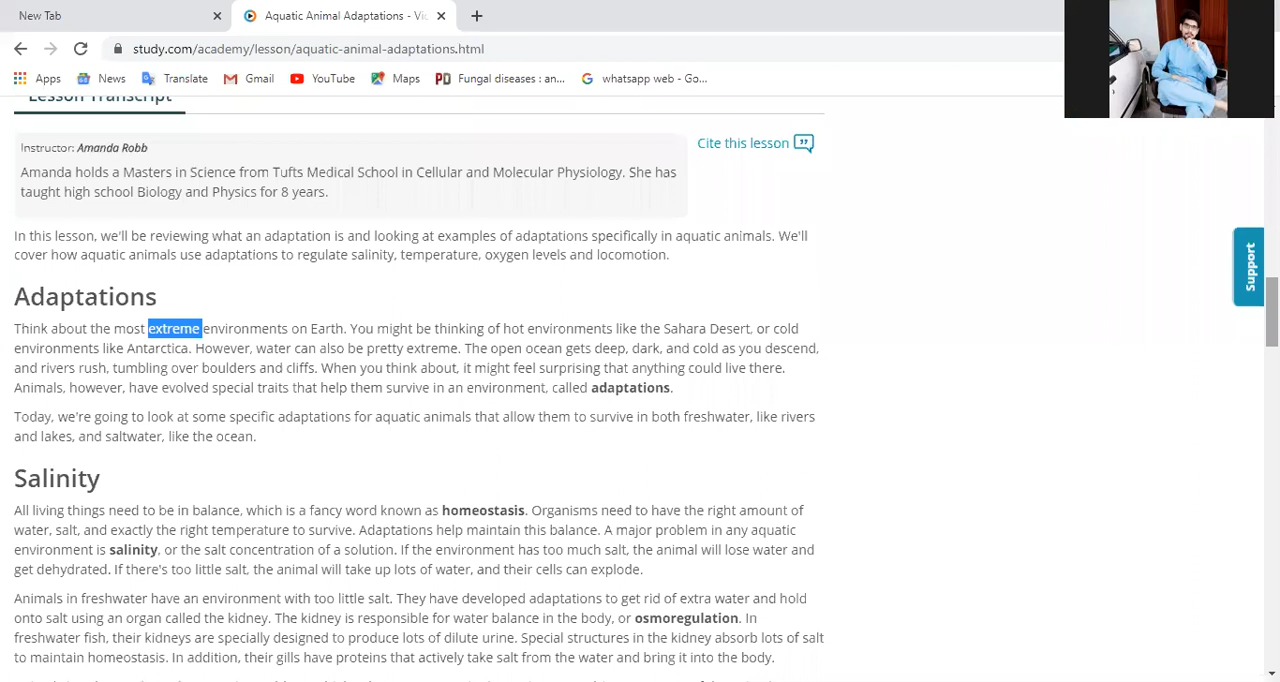 New Tab
Aquatic Animal Adaptations - Vi
study.com/academy/lesson/aquatic-animal-adaptations.html
Apps News Translate Gmail YouTube Maps Fungal diseases : an... whatsapp web - Go...
Lesson Transcript
Instructor: Amanda Robb
Cite this lesson
Amanda holds a Masters in Science from Tufts Medical School in Cellular and Molecular Physiology. She has
taught high school Biology and Physics for 8 years.
In this lesson, we'll be reviewing what an adaptation is and looking at examples of adaptations specifically in aquatic animals. We'll
cover how aquatic animals use adaptations to regulate salinity, temperature, oxygen levels and locomotion.
Support
Adaptations
Think about the most extreme environments on Earth. You might be thinking of hot environments like the Sahara Desert, or cold
environments like Antarctica. However, water can also be pretty extreme. The open ocean gets deep, dark, and cold as you descend,
and rivers rush, tumbling over boulders and cliffs. When you think about, it might feel surprising that anything could live there.
Animals, however, have evolved special traits that help them survive in an environment, called adaptations.
Today, we're going to look at some specific adaptations for aquatic animals that allow them to survive in both freshwater, like rivers
and lakes, and saltwater, like the ocean.
Salinity
All living things need to be in balance, which is a fancy word known as homeostasis. Organisms need to have the right amount of
water, salt, and exactly the right temperature to survive. Adaptations help maintain this balance. A major problem in any aquatic
environment is salinity, or the salt concentration of a solution. If the environment has too much salt, the animal will lose water and
get dehydrated. If there's too little salt, the animal will take up lots of water, and their cells can explode.
Animals in freshwater have an environment with too little salt. They have developed adaptations to get rid of extra water and hold
onto salt using an organ called the kidney. The kidney is responsible for water balance in the body, or osmoregulation. In
freshwater fish, their kidneys are specially designed to produce lots of dilute urine. Special structures in the kidney absorb lots of salt
to maintain homeostasis. In addition, their gills have proteins that actively take salt from the water and bring it into the body.